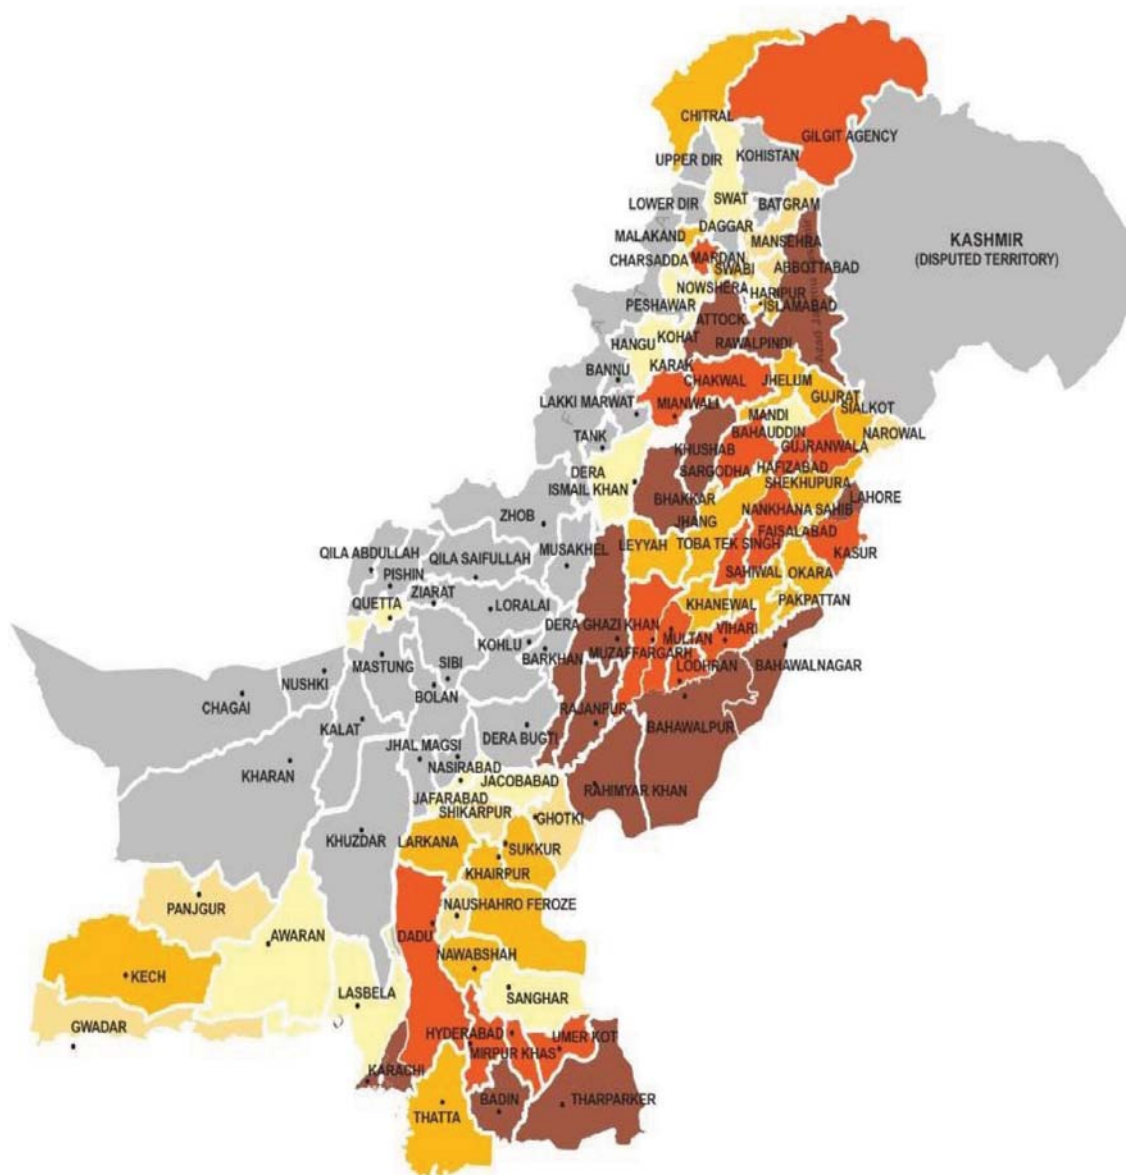 CHITRAL
GILGIT AGENCY
UPPER DIR
KOHISTAN
LOWER DIR
SWAT
BATGRAM
DAGGAR
MALAKAND
MANSEHRA
KASHMIR
(DISPUTED TERRITORY)
CHARSADDA
MARDAN
SWABI
ABBOTTABAD
NOWSHERA
HARIPUR
PESHAWAR
ISLAMABAD
ATTOCK
HANGU
KOHAT
RAWALPINDI
KARAK
BANNU
CHAKWAL
JHELUM
LAKKI MARWAT
MIANWALI
GUJRAT
MANDI
BAHAUDDIN
SIALKOT
TANK
KHUSHAB
GUJRANWALA
NAROWAL
DERA
ISMAIL KHAN
SARGODHA
HAFIZABAD
SHEKHUPURA
BHAKKAR
LAHORE
ZHOB
JHANG
NANKHANA SAHIB
FAISALABAD
QILA ABDULLAH
QILA SAIFULLAH
MUSAKHEL
LEYYAH
TOBA TEK SINGH
KASUR
PISHIN
ZIARAT
SAHIWAL
OKARA
QUETTA
LORALAI
KHANEWAL
PAKPATTAN
DERA GHAZI KHAN
MULTAN
VIHARI
KOHLU
BARKHAN
MUZAFFARGARH
MASTUNG
SIBI
LODHRAN
BAHAWALNAGAR
NUSHKI
BOLAN
CHAGAI
KALAT
RAJANPUR
BAHAWALPUR
DERA BUGTI
JHAL MAGSI
KHARAN
NASIRABAD
JACOBABAD
RAHIMYAR KHAN
JAFARABAD
SHIKARPUR
GHOTKI
KHUZDAR
LARKANA
SUKKUR
KHAIRPUR
PANJGUR
NAUSHAHRO FEROZE
AWARAN
DADU
NAWABSHAH
KECH
LASBELA
SANGHAR
GWADAR
HYDERABAD
UMER KOT
MIRPUR KHAS
KARACHI
BADIN
THARPARKER
THATTA